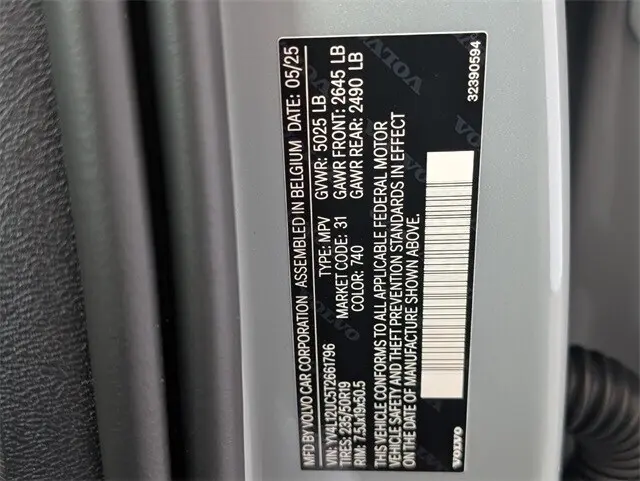 MFD BY VOLVO CAR CORPORATION ASSEMBLED IN BELGIUM DATE: 05/25
VIN: YV4L12UC5T2661796 TYPE: MPV GVWR: 5025 LB
TIRES: 235/50R19 MARKET CODE: 31 GAWR FRONT: 2645 LB
RIM: 7.5Jx19x50.5 COLOR: 740 GAWR REAR: 2490 LB
THIS VEHICLE CONFORMS TO ALL APPLICABLE FEDERAL MOTOR
VEHICLE SAFETY AND THEFT PREVENTION STANDARDS IN EFFECT
ON THE DATE OF MANUFACTURE SHOWN ABOVE.
VOLVO
32390594